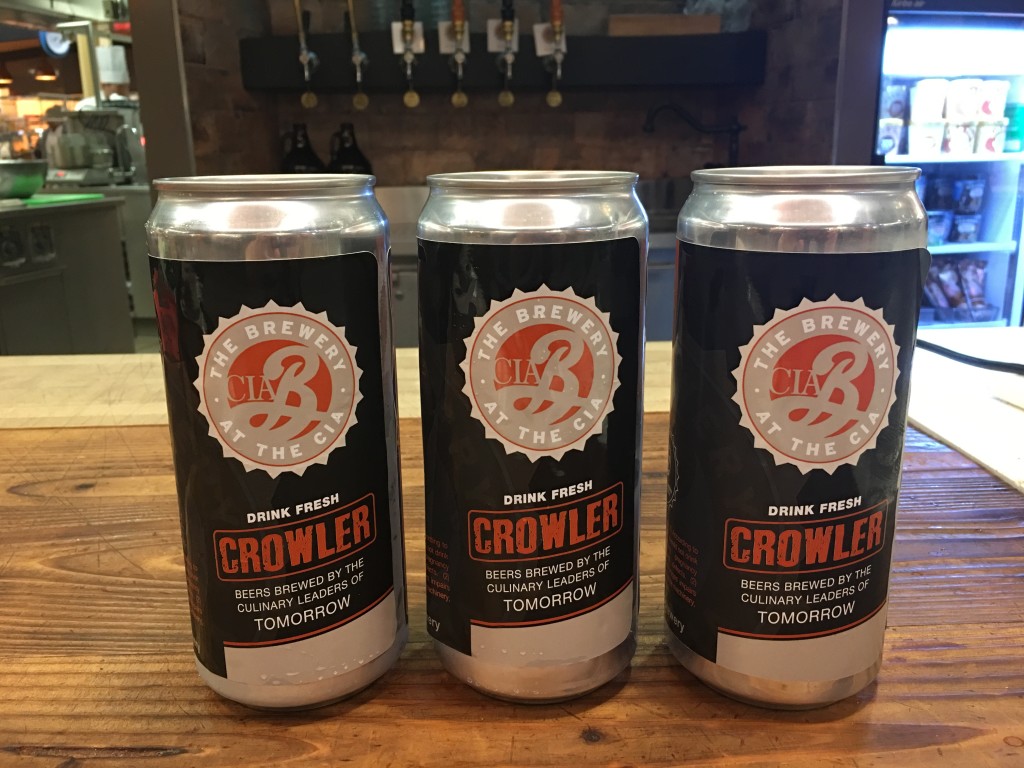 THE BREWERY
CIA B
AT THE CIA
DRINK FRESH
CROWLER
BEERS BREWED BY THE
CULINARY LEADERS OF
TOMORROW
THE BREWERY
CIA B
AT THE CIA
DRINK FRESH
CROWLER
BEERS BREWED BY THE
CULINARY LEADERS OF
TOMORROW
THE BREWERY
CIA B
AT THE CIA
DRINK FRESH
CROWLER
BEERS BREWED BY THE
CULINARY LEADERS OF
TOMORROW